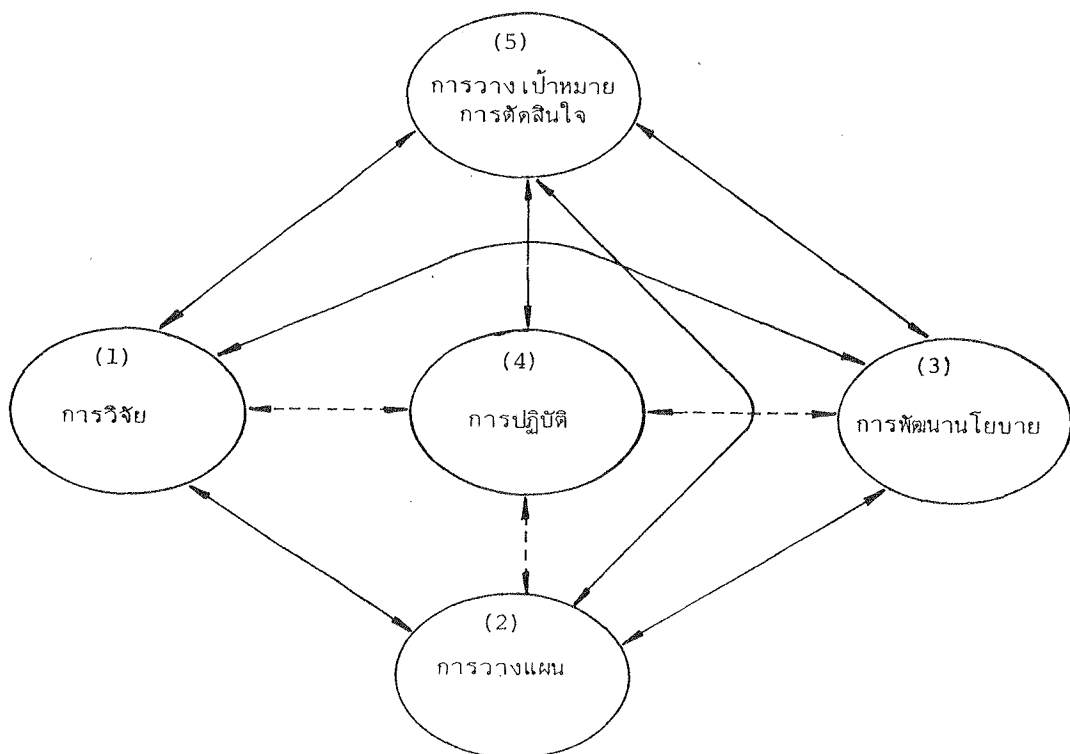 (5)
การวางเป้าหมาย
การตัดสินใจ
(1)
การวิจัย
(4)
การปฏิบัติ
(3)
การพัฒนานโยบาย
(2)
การวางแผน